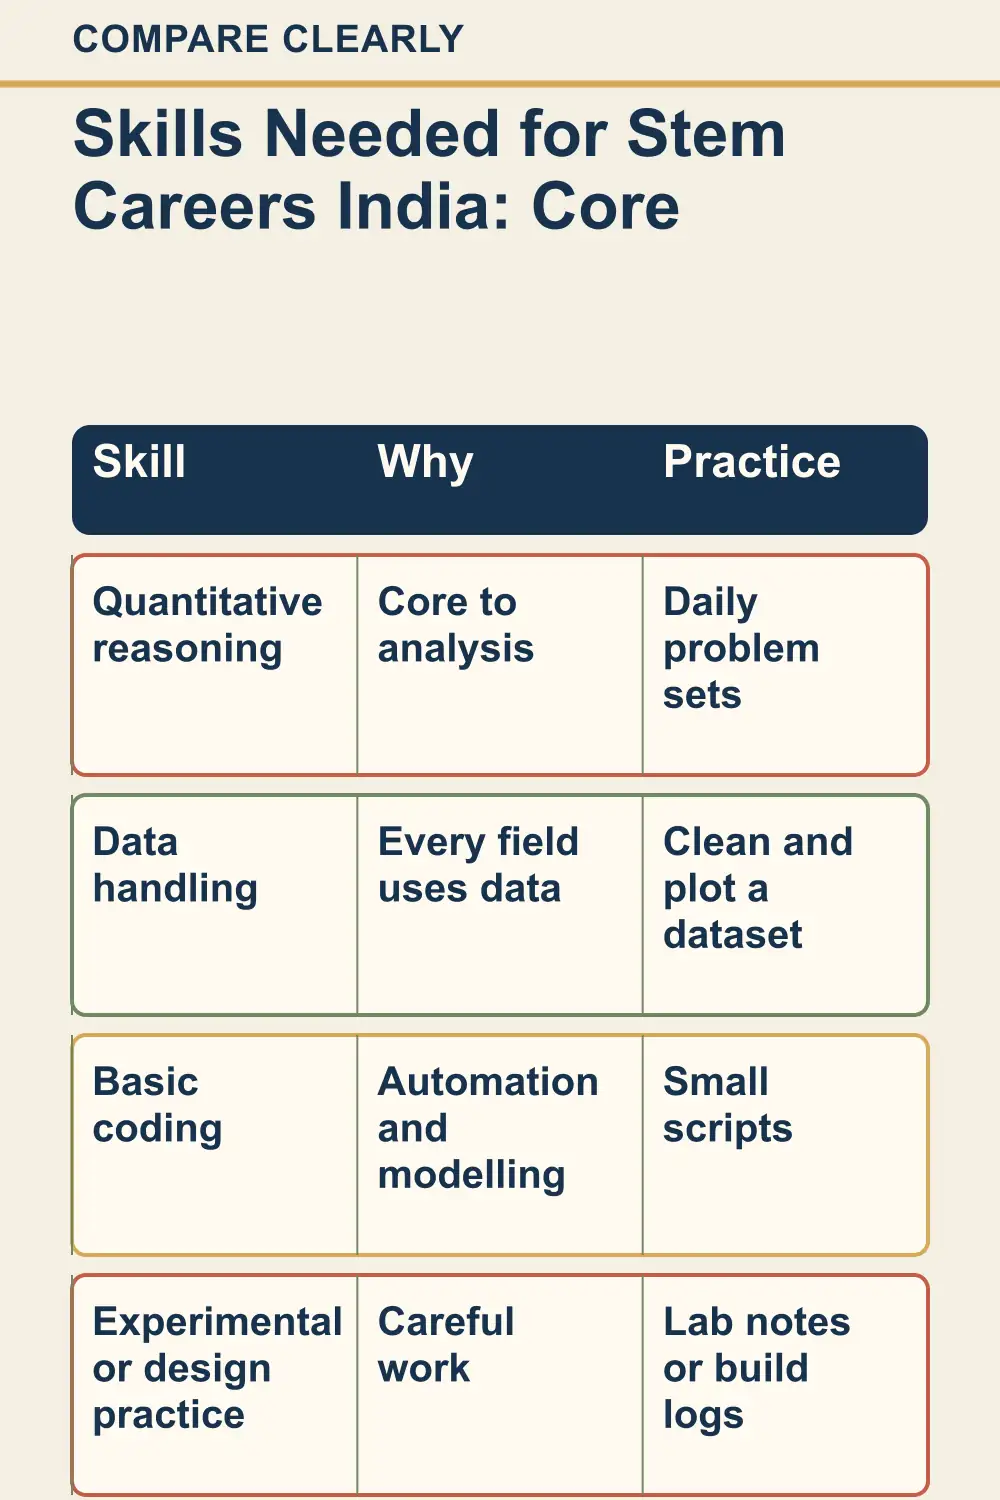 COMPARE CLEARLY
Skills Needed for Stem
Careers India: Core
Skill Why Practice
Quantitative
reasoning
Core to
analysis
Daily
problem
sets
Data
handling
Every field
uses data
Clean and
plot a
dataset
Basic
coding
Automation
and
modelling
Small
scripts
Experimental
or design
practice
Careful
work
Lab notes
or build
logs